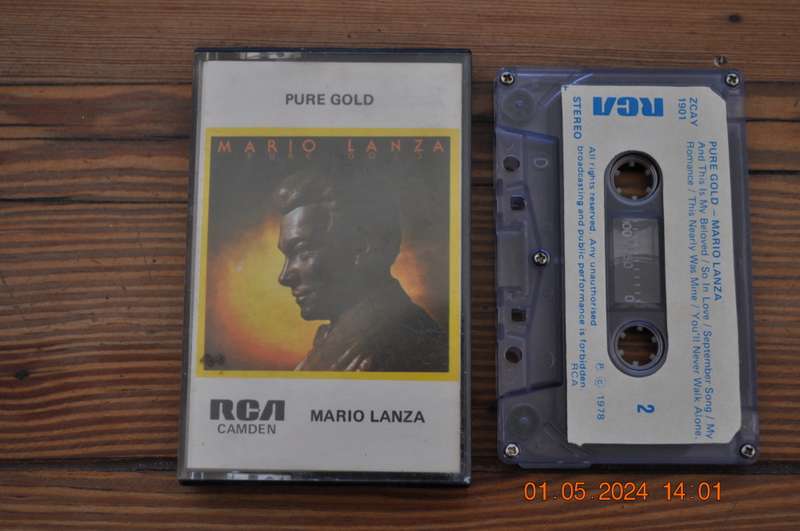 PURE GOLD
MARIO LANZA
PURE GOLD
RCA
CAMDEN
MARIO LANZA
RCA
ZCAY
1901
STEREO
PURE GOLD – MARIO LANZA
And This Is My Beloved / So In Love / September Song / My
Romance / This Nearly Was Mine / You'll Never Walk Alone.
All rights reserved. Any unauthorised
broadcasting and public performance is forbidden
℗ © 1978
RCA
2
100 50 0
D
01.05.2024 14:01